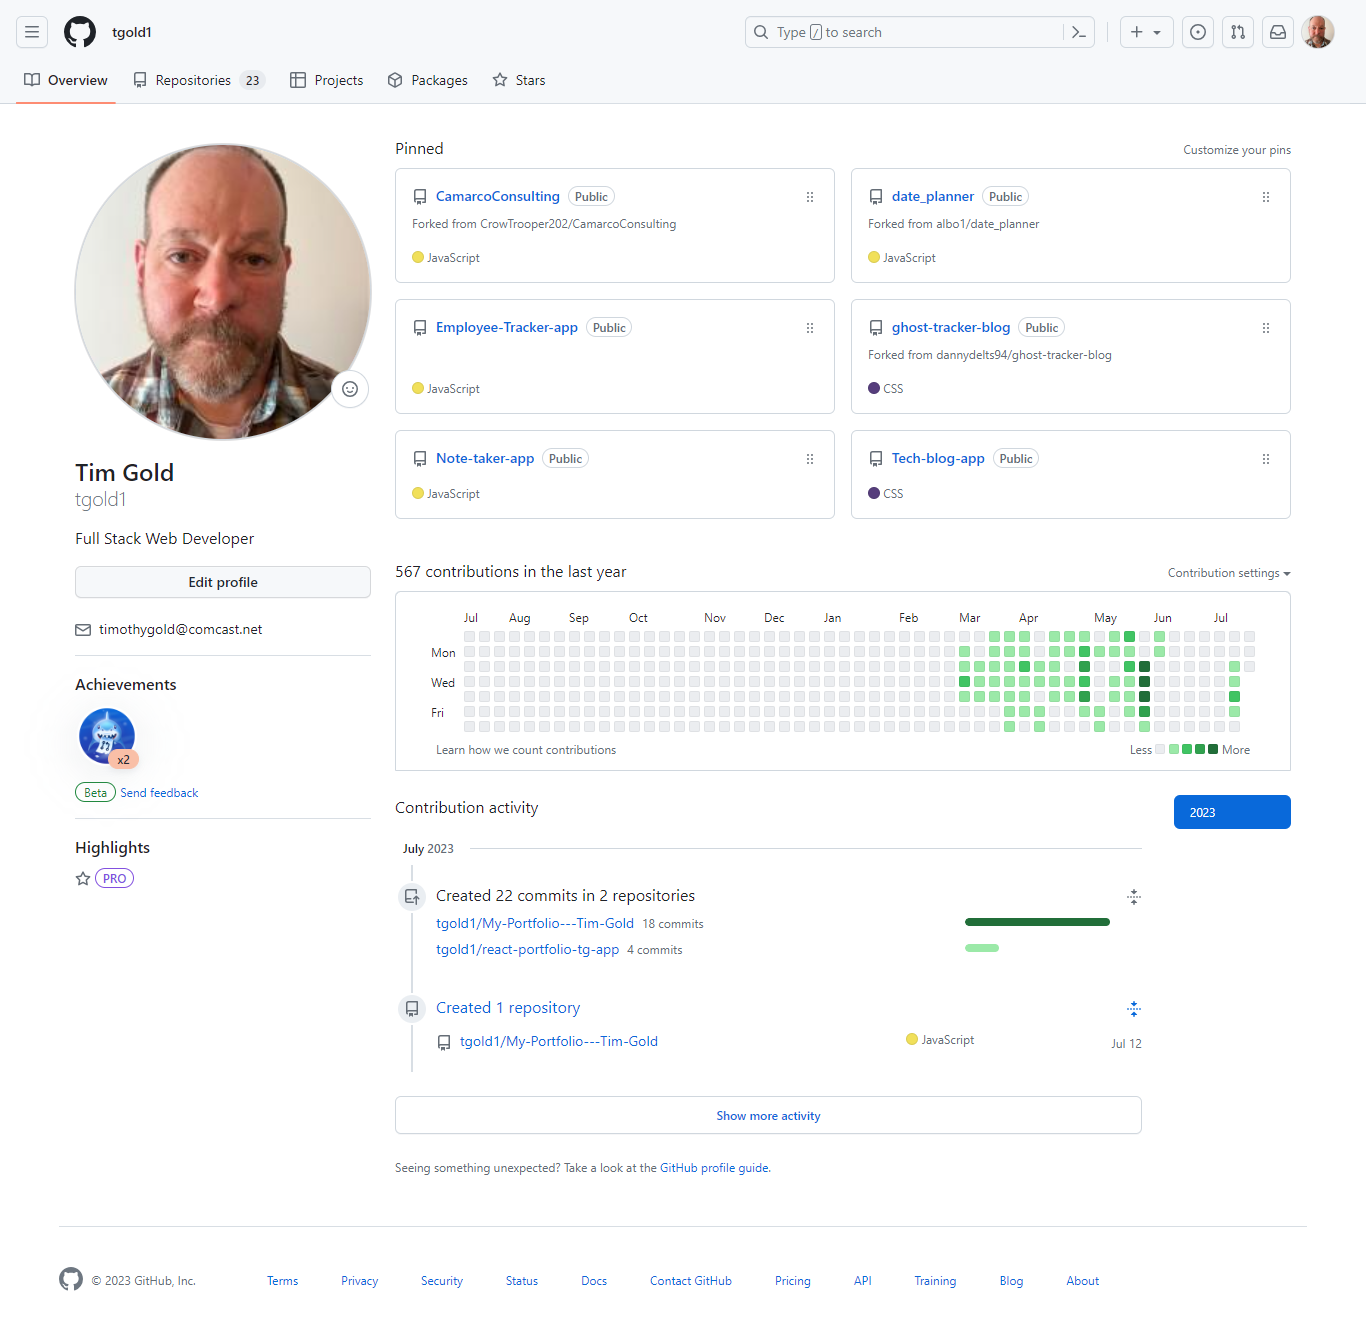 tgold1
Type / to search
Overview
Repositories 23
Projects
Packages
Stars
Tim Gold
tgold1
Full Stack Web Developer
Edit profile
timothygold@comcast.net
Achievements
x2
Beta Send feedback
Highlights
PRO
Pinned
Customize your pins
CamarcoConsulting Public
Forked from CrowTrooper202/CamarcoConsulting
JavaScript
date_planner Public
Forked from albo1/date_planner
JavaScript
Employee-Tracker-app Public
JavaScript
ghost-tracker-blog Public
Forked from dannydelts94/ghost-tracker-blog
CSS
Note-taker-app Public
JavaScript
Tech-blog-app Public
CSS
567 contributions in the last year
Contribution settings
Jul Aug Sep Oct Nov Dec Jan Feb Mar Apr May Jun Jul
Mon
Wed
Fri
Learn how we count contributions
Less More
Contribution activity
2023
July 2023
Created 22 commits in 2 repositories
tgold1/My-Portfolio---Tim-Gold 18 commits
tgold1/react-portfolio-tg-app 4 commits
Created 1 repository
tgold1/My-Portfolio---Tim-Gold JavaScript Jul 12
Show more activity
Seeing something unexpected? Take a look at the GitHub profile guide.
© 2023 GitHub, Inc.
Terms
Privacy
Security
Status
Docs
Contact GitHub
Pricing
API
Training
Blog
About